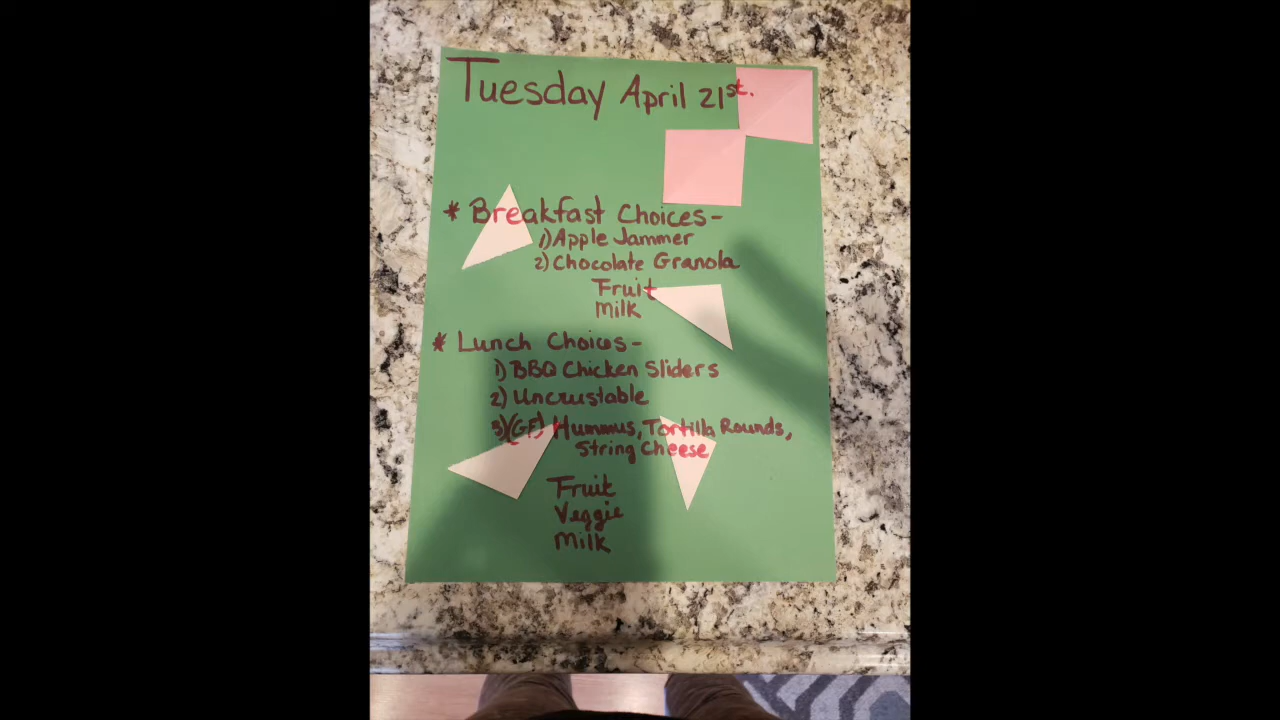 Tuesday April 21st.
* Breakfast Choices-
1) Apple Jammer
2) Chocolate Granola
Fruit
Milk
* Lunch Choices-
1) BBQ Chicken Sliders
2) Uncrustable
3) (GF) Hummus, Tortilla Rounds,
String Cheese
Fruit
Veggie
Milk